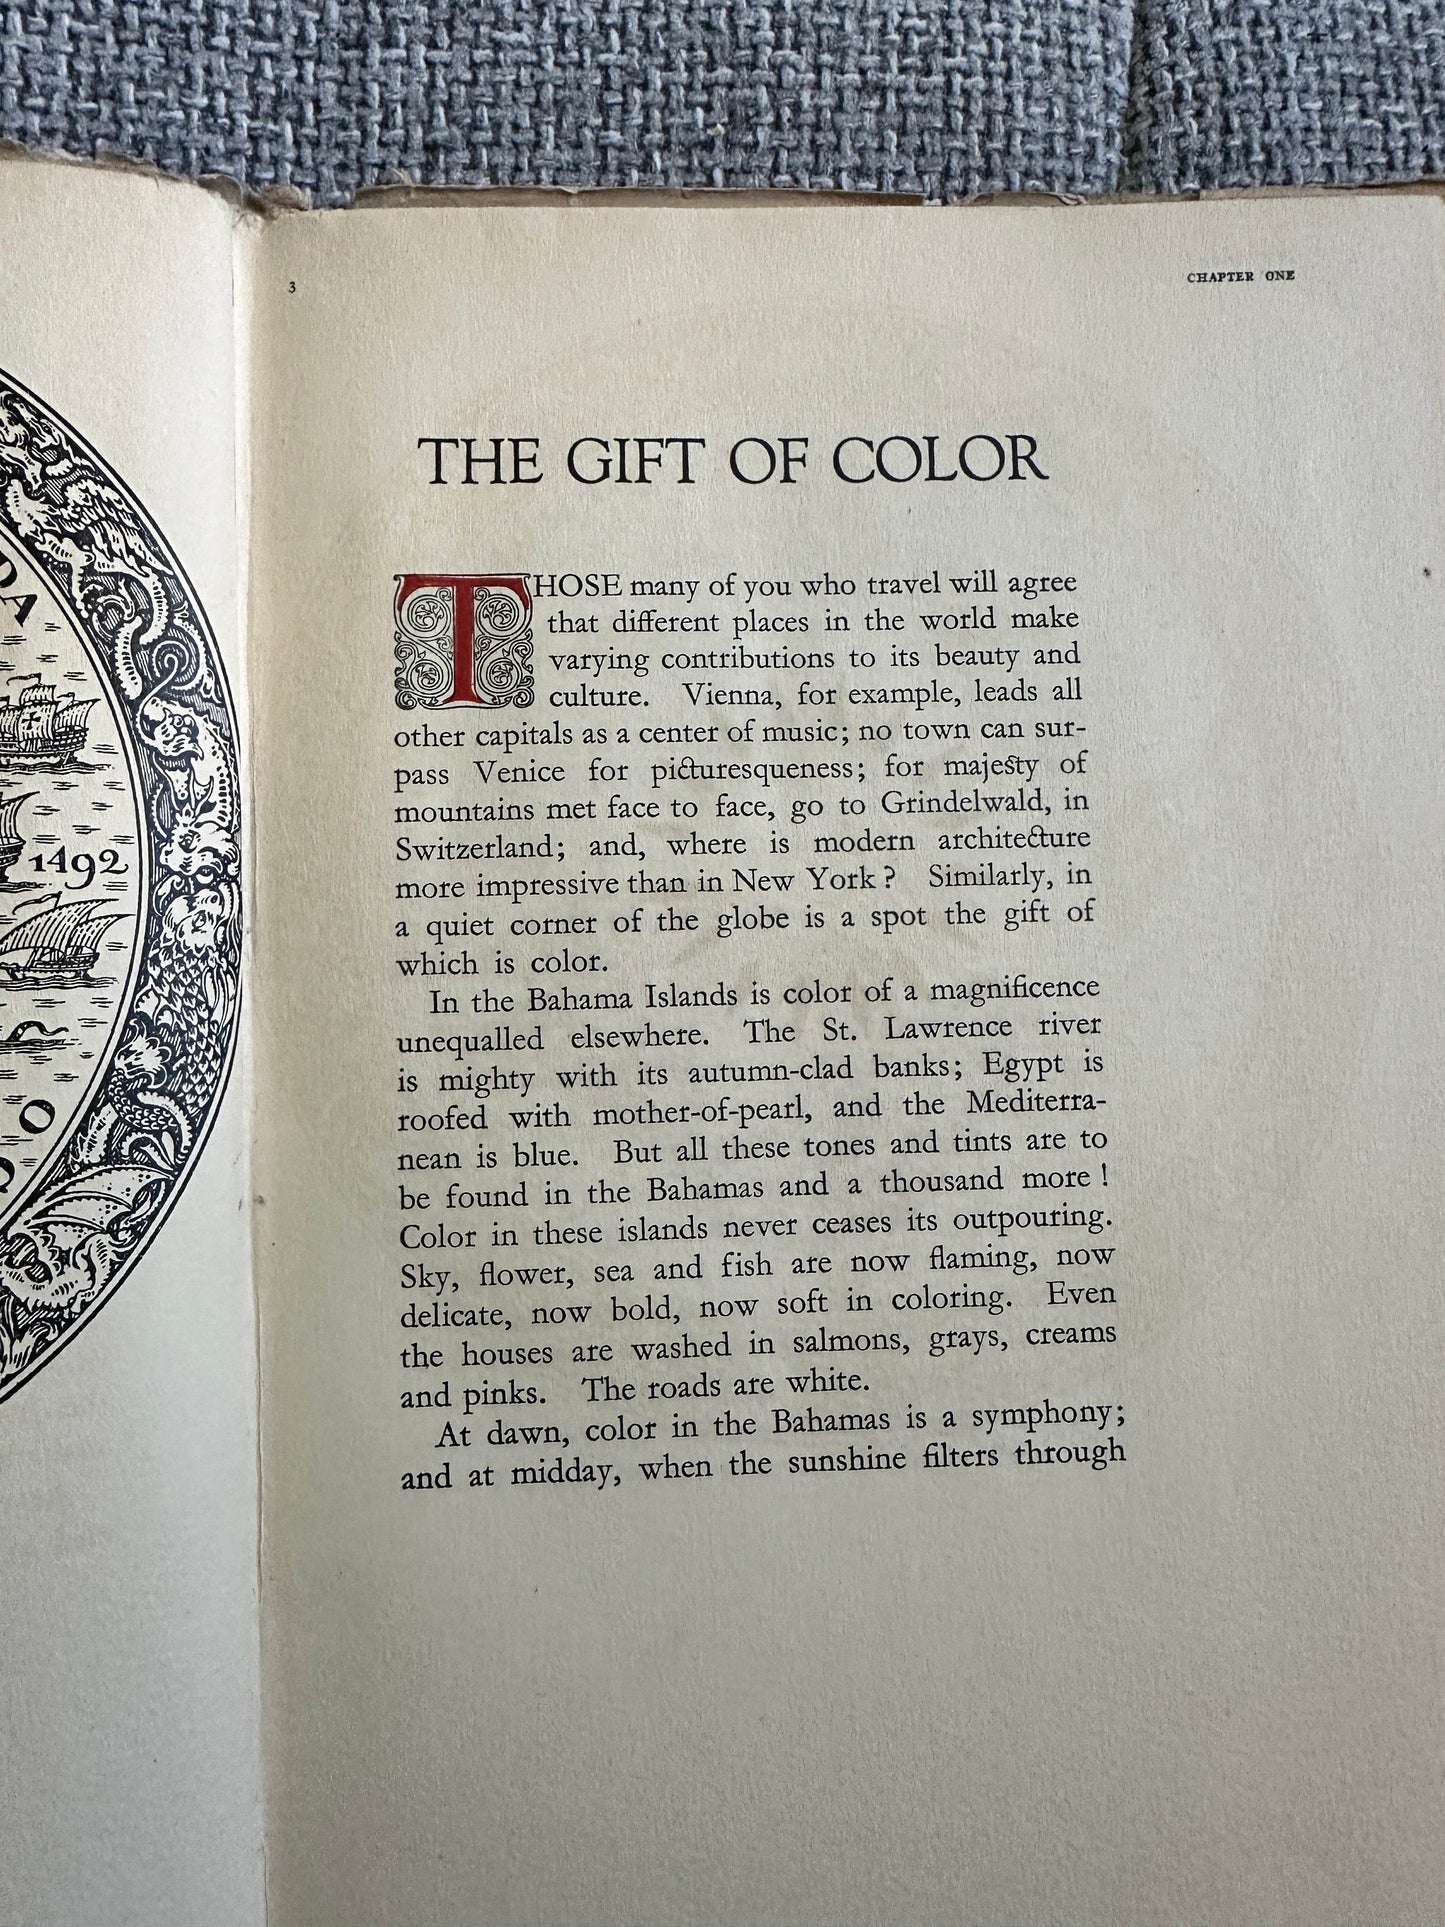 DA
1492
O
3
CHAPTER ONE
THE GIFT OF COLOR
THOSE many of you who travel will agree
that different places in the world make
varying contributions to its beauty and
culture. Vienna, for example, leads all
other capitals as a center of music; no town can sur-
pass Venice for picturesqueness; for majesty of
mountains met face to face, go to Grindelwald, in
Switzerland; and, where is modern architecture
more impressive than in New York? Similarly, in
a quiet corner of the globe is a spot the gift of
which is color.
In the Bahama Islands is color of a magnificence
unequalled elsewhere. The St. Lawrence river
is mighty with its autumn-clad banks; Egypt is
roofed with mother-of-pearl, and the Mediterra-
nean is blue. But all these tones and tints are to
be found in the Bahamas and a thousand more!
Color in these islands never ceases its outpouring.
Sky, flower, sea and fish are now flaming, now
delicate, now bold, now soft in coloring. Even
the houses are washed in salmons, grays, creams
and pinks. The roads are white.
At dawn, color in the Bahamas is a symphony;
and at midday, when the sunshine filters through